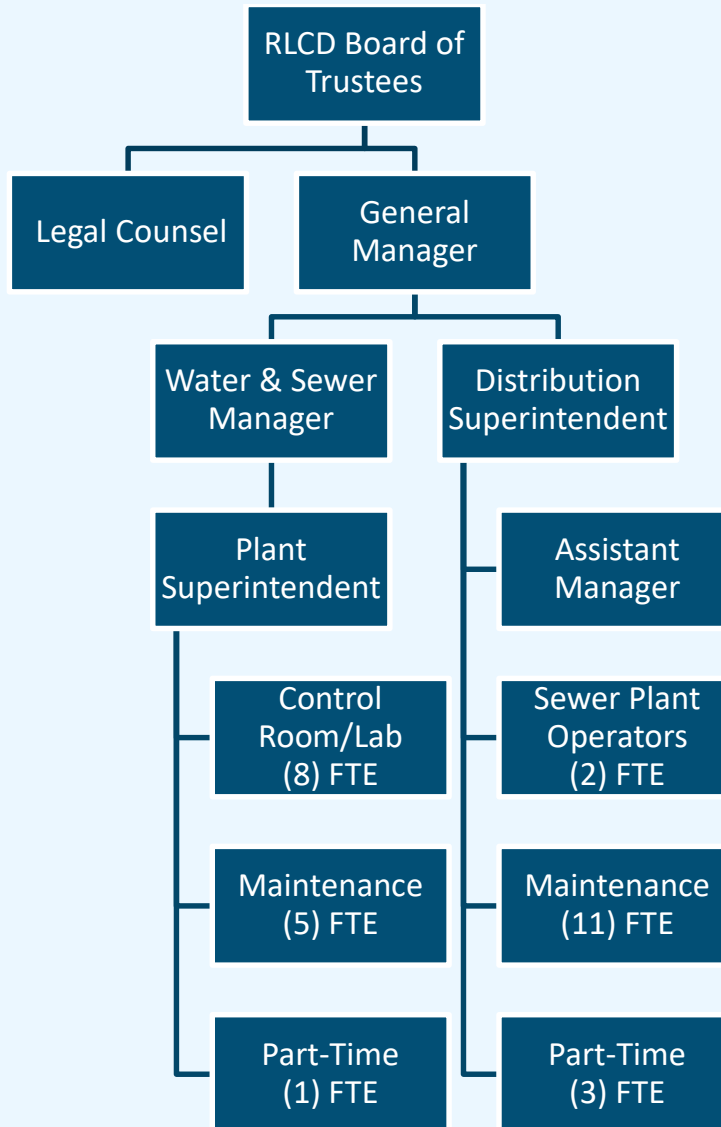 RLCD Board of
Trustees
Legal Counsel
General
Manager
Water & Sewer
Manager
Distribution
Superintendent
Plant
Superintendent
Assistant
Manager
Control
Room/Lab
(8) FTE
Sewer Plant
Operators
(2) FTE
Maintenance
(5) FTE
Maintenance
(11) FTE
Part-Time
(1) FTE
Part-Time
(3) FTE